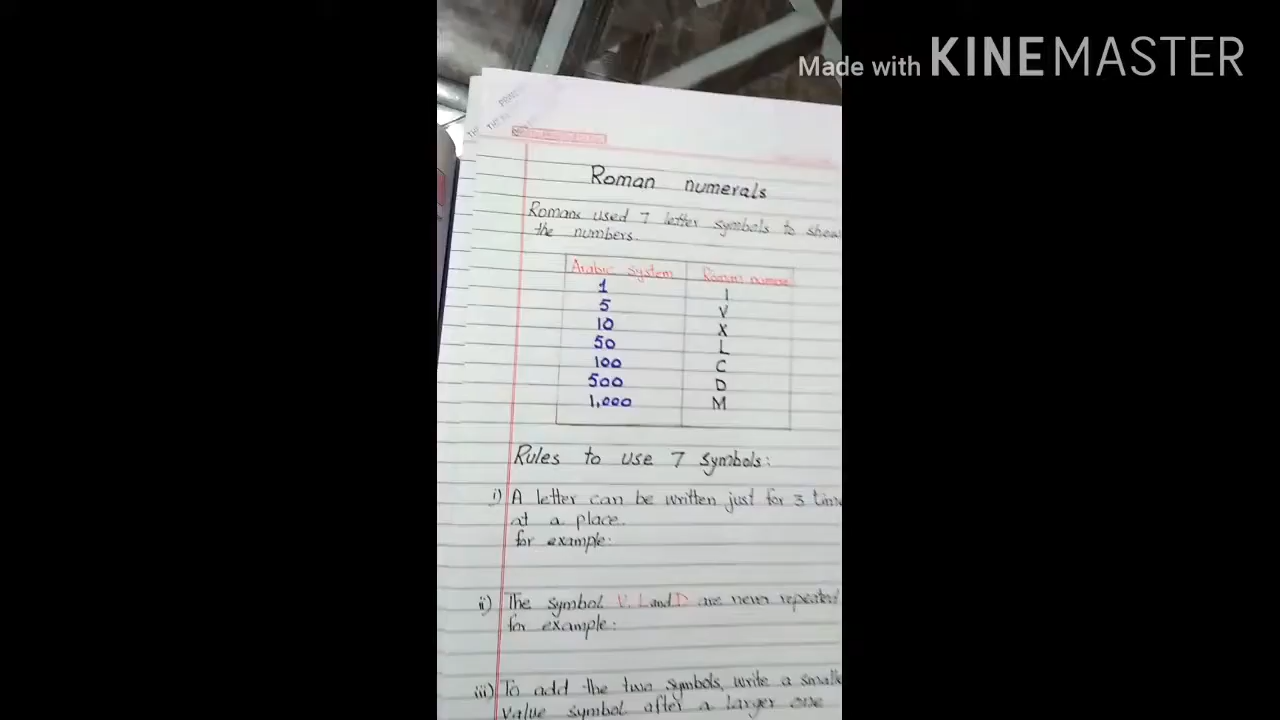 Made with KINEMASTER
Roman numerals
Romans used 7 letter symbols to show
the numbers.
Arabic system Roman
1 I
5 V
10 X
50 L
100 C
500 D
1,000 M
Rules to use 7 symbols:
i) A letter can be written just for 3 time
at a place.
for example:
ii) The symbol V, L and D are never repeated
for example:
iii) To add the two symbols, write a small
value symbol after a larger one